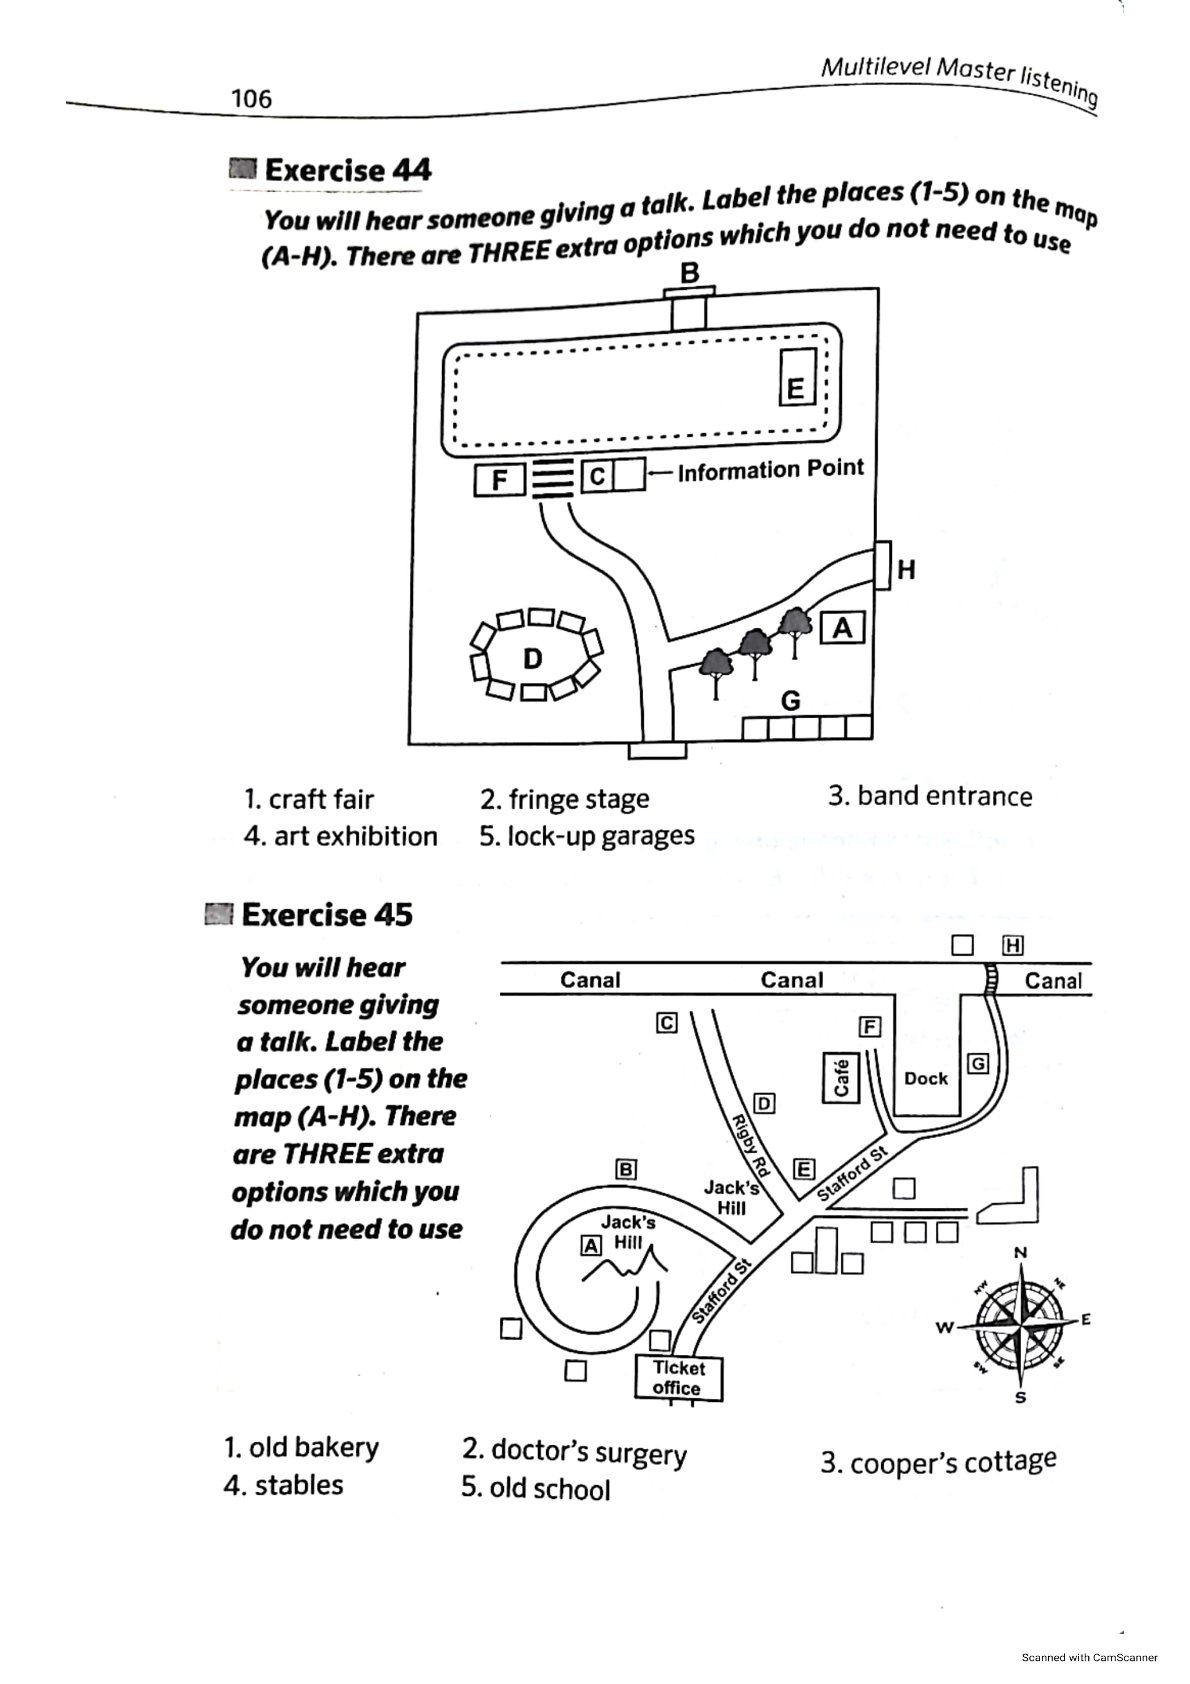 106
Multilevel Master listening
Exercise 44
You will hear someone giving a talk. Label the places (1-5) on the map
(A-H). There are THREE extra options which you do not need to use
B
E
F
C
Information Point
H
A
D
G
1. craft fair
2. fringe stage
3. band entrance
4. art exhibition
5. lock-up garages
Exercise 45
You will hear
someone giving
a talk. Label the
places (1-5) on the
map (A-H). There
are THREE extra
options which you
do not need to use
H
Canal
Canal
Canal
C
F
Café
Dock
G
D
Rigby Rd
B
E
Stafford St
Jack's
Hill
Jack's
Hill
A
Stafford St
Ticket
office
N
NW
NE
W
E
SW
SE
S
1. old bakery
2. doctor's surgery
3. cooper's cottage
4. stables
5. old school
Scanned with CamScanner